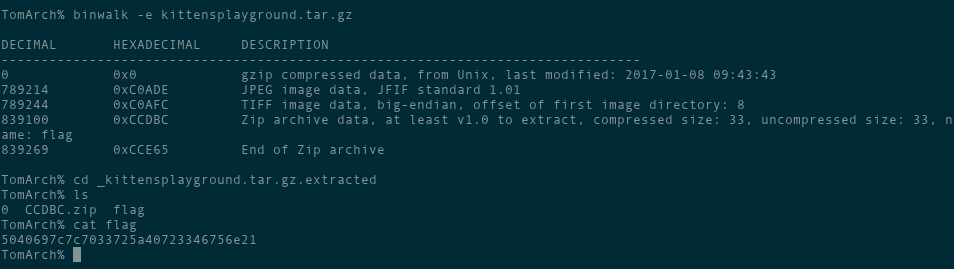 TomArch% binwalk -e kittensplayground.tar.gz
DECIMAL       HEXADECIMAL     DESCRIPTION
--------------------------------------------------------------------------------
0             0x0             gzip compressed data, from Unix, last modified: 2017-01-08 09:43:43
789214        0xC0ADE         JPEG image data, JFIF standard 1.01
789244        0xC0AFC         TIFF image data, big-endian, offset of first image directory: 8
839100        0xCCDBC         Zip archive data, at least v1.0 to extract, compressed size: 33, uncompressed size: 33, n
ame: flag
839269        0xCCE65         End of Zip archive
TomArch% cd _kittensplayground.tar.gz.extracted
TomArch% ls
0  CCDBC.zip  flag
TomArch% cat flag
5040697c7c7033725a40723346756e21
TomArch%